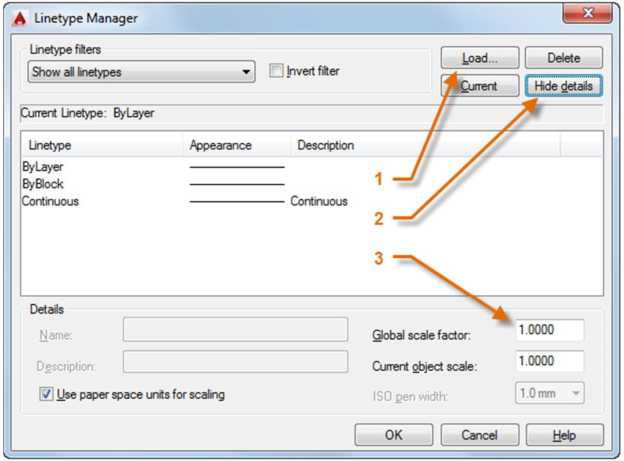 Linetype Manager
Linetype filters
Show all linetypes
Invert filter
Load...
Delete
Current
Hide details
Current Linetype: ByLayer
Linetype Appearance Description
ByLayer
ByBlock
Continuous Continuous
1
2
3
Details
Name:
Global scale factor: 1.0000
Description:
Current object scale: 1.0000
Use paper space units for scaling
ISO pen width: 1.0 mm
OK Cancel Help